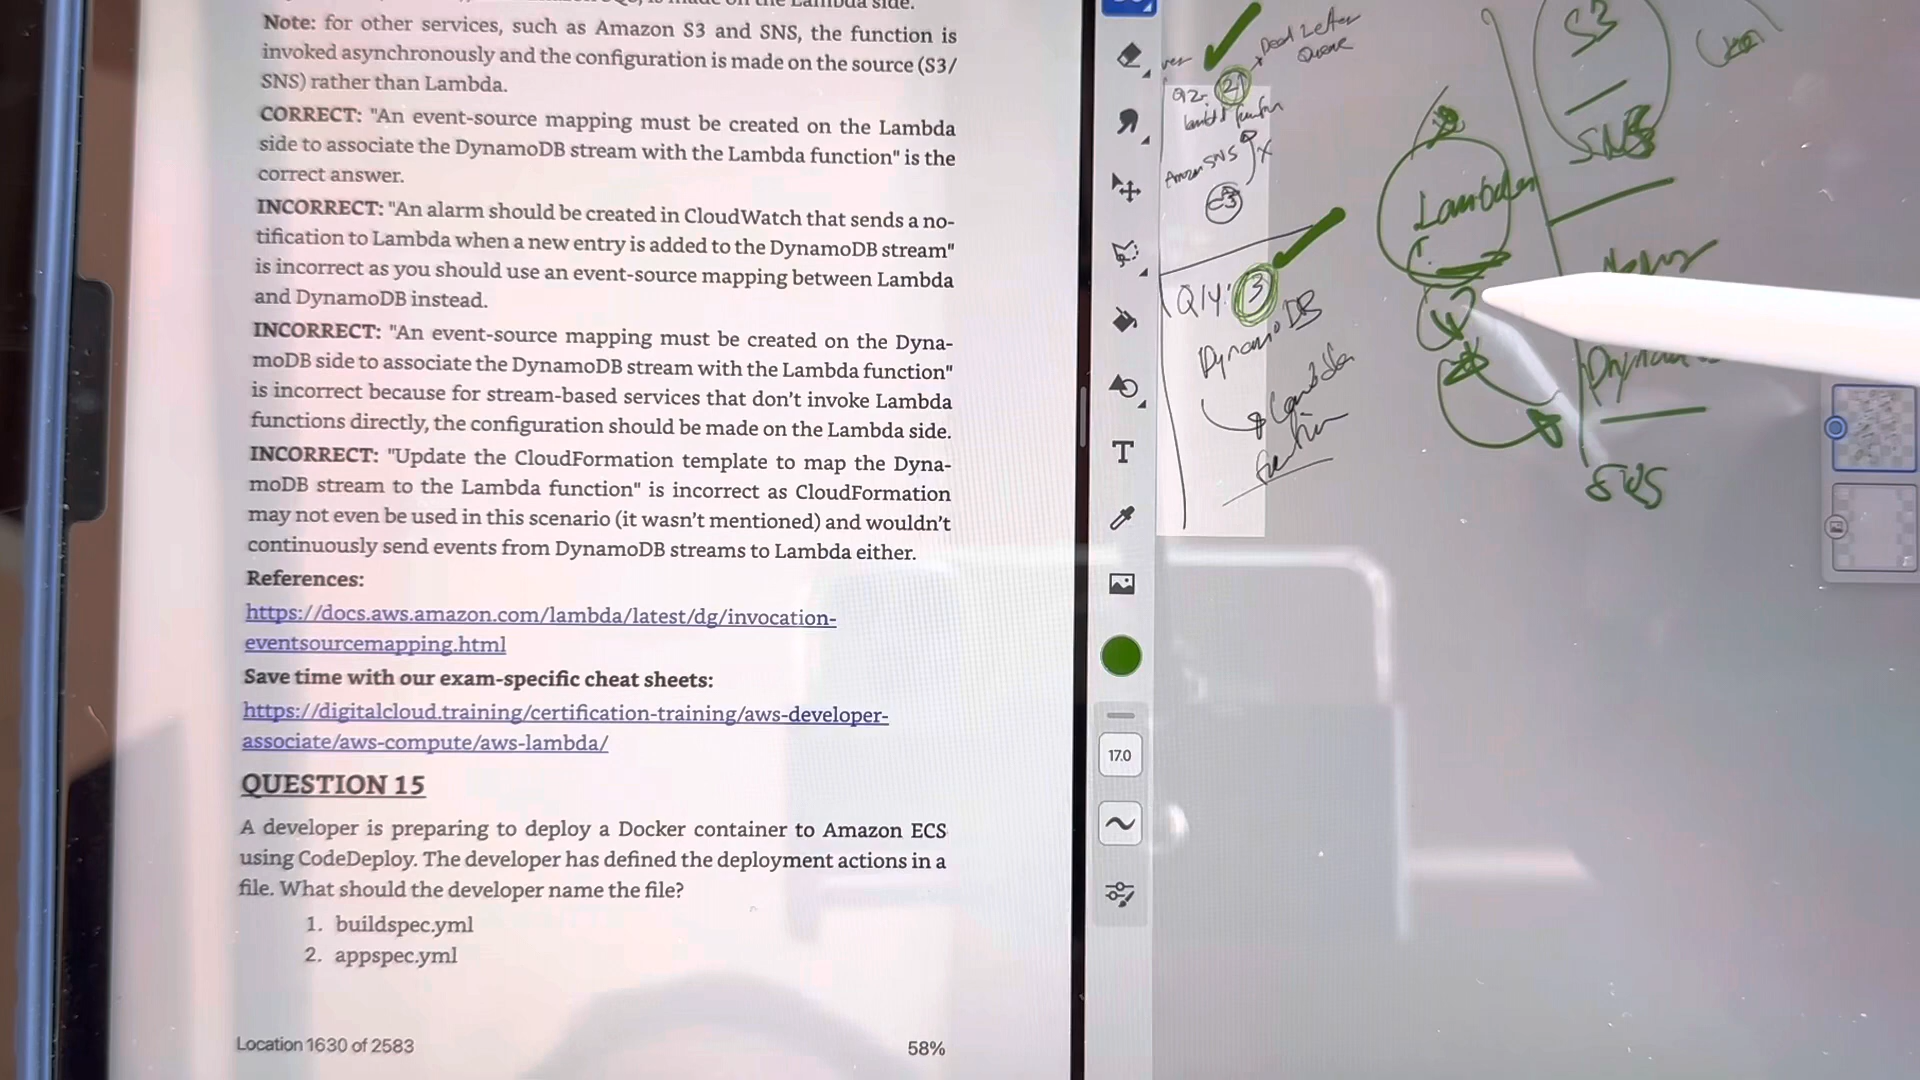 Note: for other services, such as Amazon S3 and SNS, the function is
invoked asynchronously and the configuration is made on the source (S3/
SNS) rather than Lambda.
CORRECT: "An event-source mapping must be created on the Lambda
side to associate the DynamoDB stream with the Lambda function" is the
correct answer.
INCORRECT: "An alarm should be created in CloudWatch that sends a no-
tification to Lambda when a new entry is added to the DynamoDB stream"
is incorrect as you should use an event-source mapping between Lambda
and DynamoDB instead.
INCORRECT: "An event-source mapping must be created on the Dyna-
moDB side to associate the DynamoDB stream with the Lambda function"
is incorrect because for stream-based services that don't invoke Lambda
functions directly, the configuration should be made on the Lambda side.
INCORRECT: "Update the CloudFormation template to map the Dyna-
moDB stream to the Lambda function" is incorrect as CloudFormation
may not even be used in this scenario (it wasn't mentioned) and wouldn't
continuously send events from DynamoDB streams to Lambda either.
References:
https://docs.aws.amazon.com/lambda/latest/dg/invocation-
eventsourcemapping.html
Save time with our exam-specific cheat sheets:
https://digitalcloud.training/certification-training/aws-developer-
associate/aws-compute/aws-lambda/
QUESTION 15
A developer is preparing to deploy a Docker container to Amazon ECS
using CodeDeploy. The developer has defined the deployment actions in a
file. What should the developer name the file?
1. buildspec.yml
2. appspec.yml
Location 1630 of 2583
58%
Dead Letter
Queue
2
Amazon SNS
Q14: 3
Dynamo DB
Lambda
T
17.0
S3
SNS
Lambda
SQS